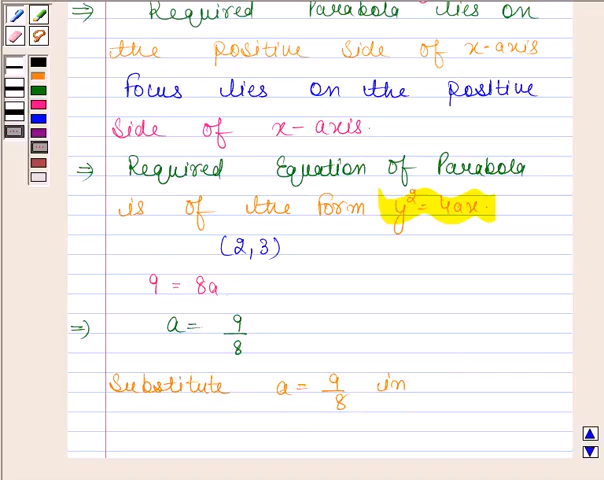 ⇒ Required Parabola lies on
the positive side of x-axis
focus lies on the positive
side of x-axis.
⇒ Required Equation of Parabola
is of the form y² = 4ax.
(2,3)
9 = 8a
⇒ a = 9/8
Substitute a = 9/8 in